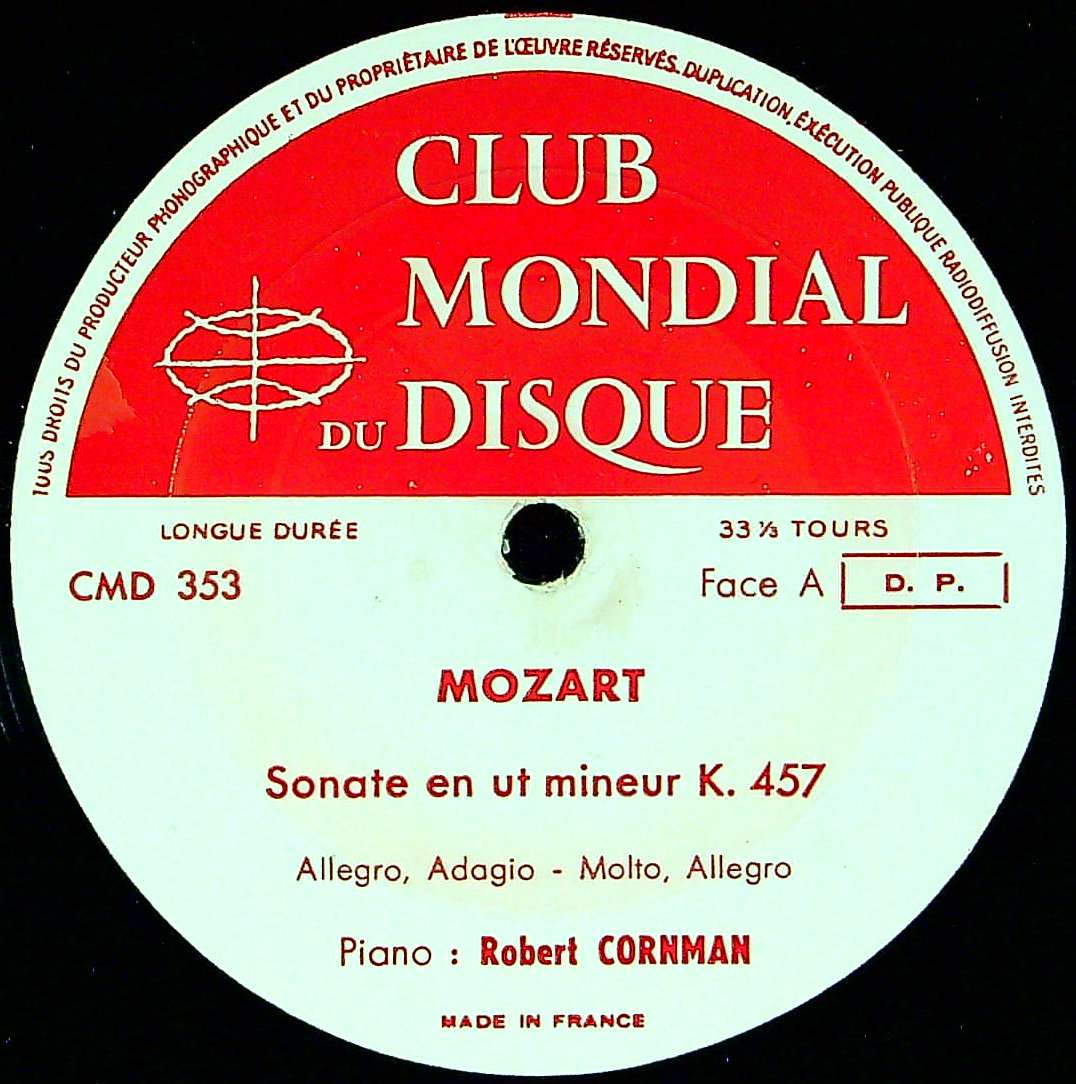 TOUS DROITS DU PRODUCTEUR PHONOGRAPHIQUE ET DU PROPRIÉTAIRE DE L'ŒUVRE RÉSERVÉS. DUPLICATION, ÉXÉCUTION PUBLIQUE RADIODIFFUSION INTERDITES
CLUB
MONDIAL
DU DISQUE
LONGUE DURÉE
33 ⅓ TOURS
CMD 353
Face A
D. P.
MOZART
Sonate en ut mineur K. 457
Allegro, Adagio - Molto, Allegro
Piano : Robert CORNMAN
MADE IN FRANCE